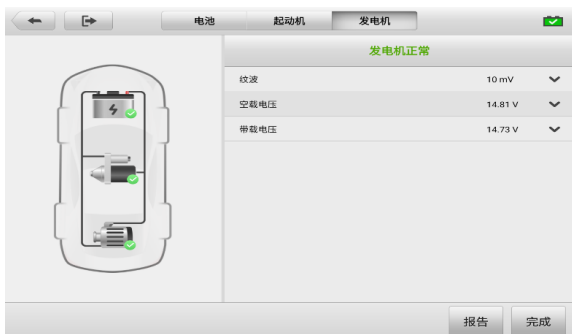 电池 起动机 发电机
发电机正常
纹波 10 mV
空载电压 14.81 V
带载电压 14.73 V
报告 完成